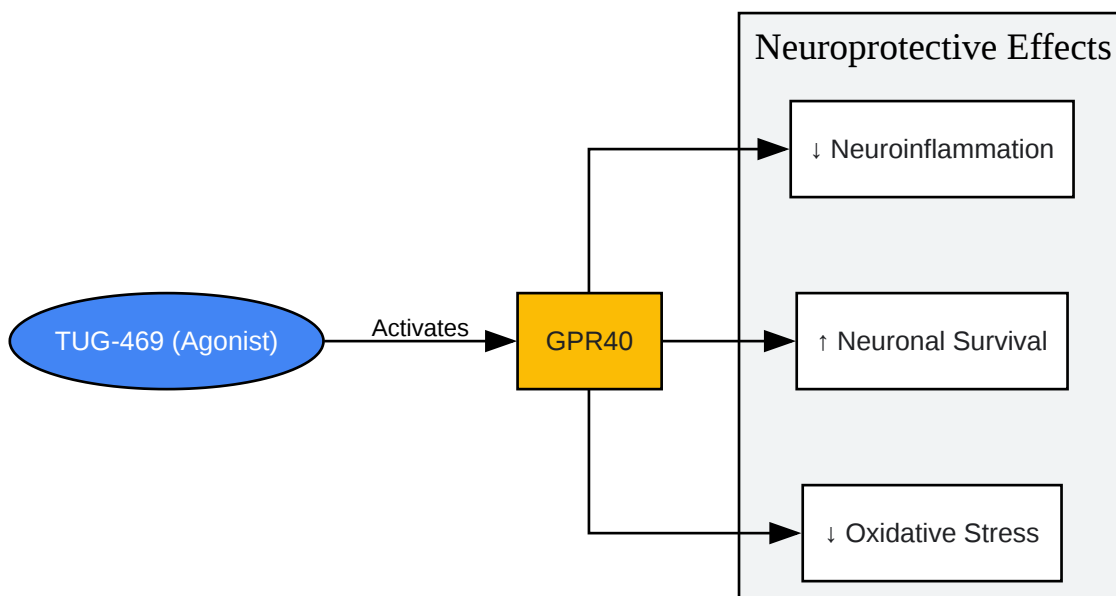 Neuroprotective Effects
↓ Neuroinflammation
TUG-469 (Agonist)
Activates
GPR40
↑ Neuronal Survival
↓ Oxidative Stress